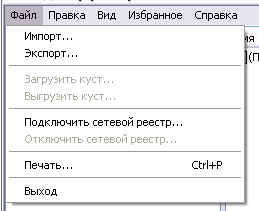 Файл Правка Вид Избранное Справка
Импорт...
Экспорт...
Загрузить куст...
Выгрузить куст...
Подключить сетевой реестр...
Отключить сетевой реестр...
Печать... Ctrl+P
Выход